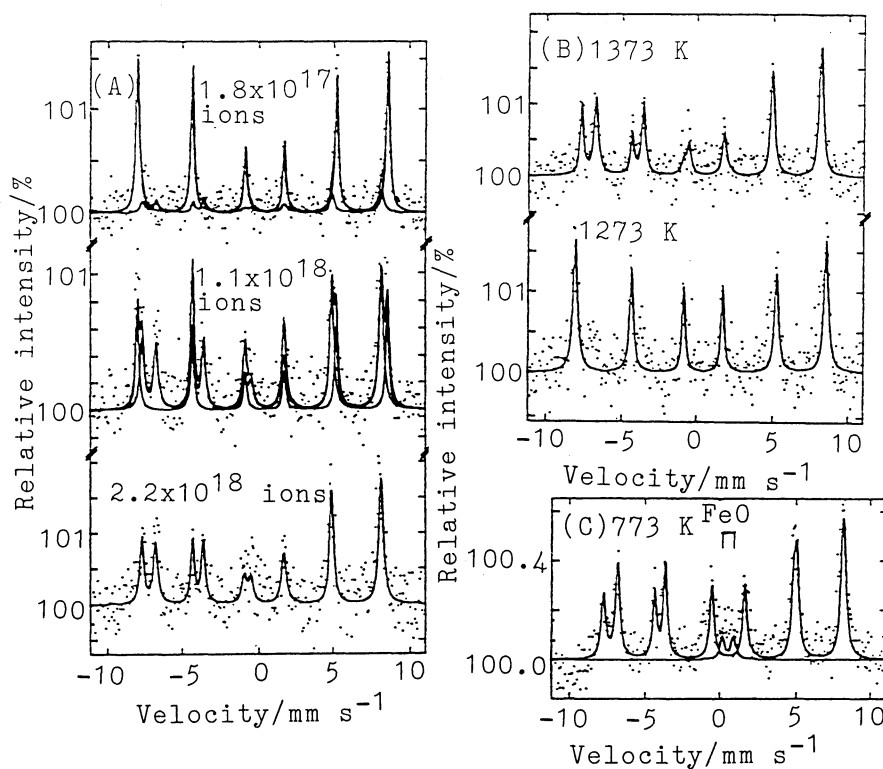 (A)
1.8x10^17
ions
101
100
1.1x10^18
ions
101
100
2.2x10^18 ions
101
100
-10 -5 0 5 10
Velocity/mm s^-1
Relative intensity/%
(B)1373 K
101
100
1273 K
101
100
-10 -5 0 5 10
Velocity/mm s^-1
Relative intensity/%
(C)773 K FeO
100.4
100.0
-10 -5 0 5 10
Velocity/mm s^-1